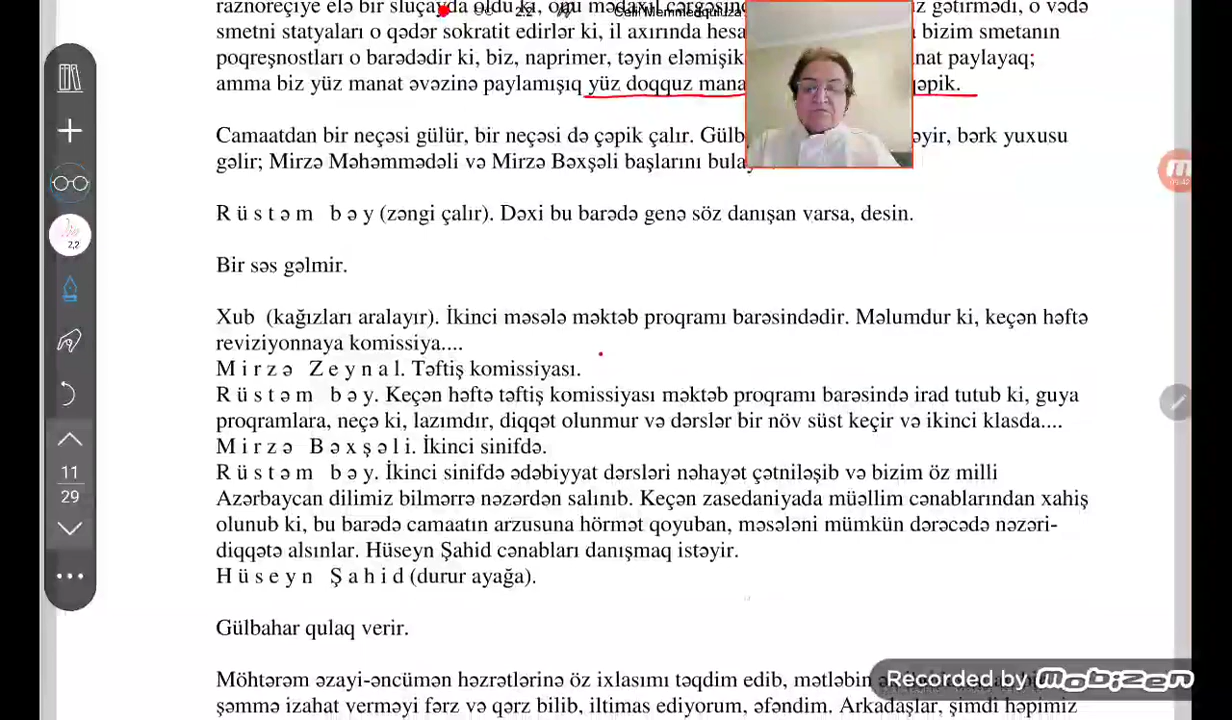 raznoreçiye elə bir sluçayda oldu ki, onu mədaxil cərgəsinə gətirmədi, o vədə
22 Celil Memmedquluza
smetni statyaları o qədər sokratit edirlər ki, il axırında hesa bizim smetanın
poqreşnostları o barədədir ki, biz, naprimer, təyin eləmişik paylayaq;
amma biz yüz manat əvəzinə paylamışıq yüz doqquz mana
Camaatdan bir neçəsi gülür, bir neçəsi də çəpik çalır. bərk yuxusu
gəlir; Mirzə Məhəmmədəli və Mirzə Bəxşəli başlarını
R ü s t ə m b ə y (zəngi çalır). Dəxi bu barədə genə söz danışan varsa, desin.
Bir səs gəlmir.
Xub (kağızları aralayır). İkinci məsələ məktəb proqramı barəsindədir. Məlumdur ki, keçən həftə
reviziyonnaya komissiya....
M i r z ə Z e y n a l. Təftiş komissiyası.
R ü s t ə m b ə y. Keçən həftə təftiş komissiyası məktəb proqramı barəsində irad tutub ki, guya
proqramlara, neçə ki, lazımdır, diqqət olunmur və dərslər bir növ süst keçir və ikinci klasda....
M i r z ə B ə x ş ə l i. İkinci sinifdə.
R ü s t ə m b ə y. İkinci sinifdə ədəbiyyat dərsləri nəhayət çətniləşib və bizim öz milli
Azərbaycan dilimiz bilmərrə nəzərdən salınıb. Keçən zasedaniyada müəllim cənablarından xahiş
olunub ki, bu barədə camaatın arzusuna hörmət qoyuban, məsələni mümkün dərəcədə nəzəri-
diqqətə alsınlar. Hüseyn Şahid cənabları danışmaq istəyir.
H ü s e y n Ş a h i d (durur ayağa).
Gülbahar qulaq verir.
Möhtərəm əzayi-əncümən həzrətlərinə öz ixlasımı təqdim edib, mətləbin
şəmmə izahat verməyi fərz və qərz bilib, iltimas ediyorum, əfəndim. Arkadaşlar, şimdi həpimiz
2,2
11
29
Recorded by mobizen